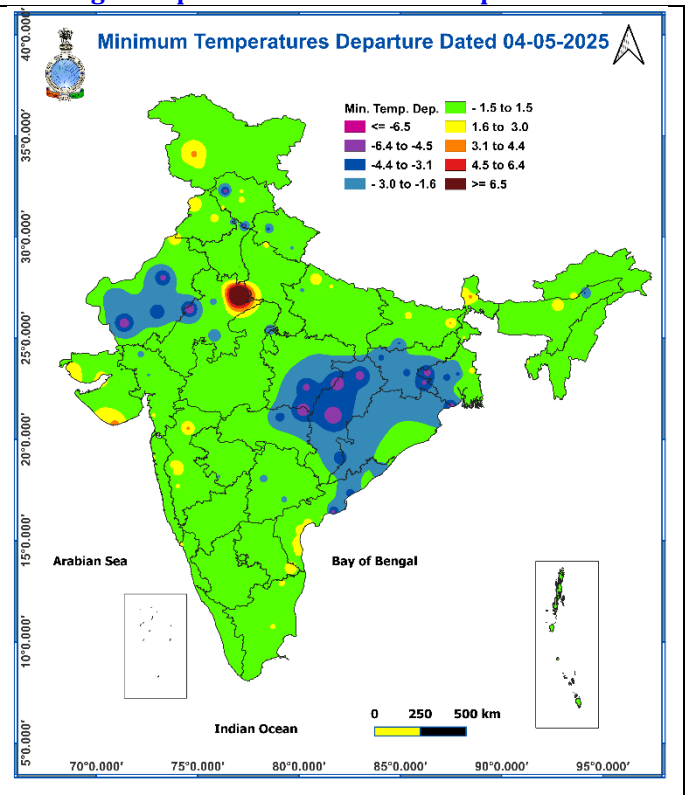 Minimum Temperatures Departure Dated 04-05-2025
Min. Temp. Dep.
<= -6.5
-6.4 to -4.5
-4.4 to -3.1
- 3.0 to -1.6
- 1.5 to 1.5
1.6 to 3.0
3.1 to 4.4
4.5 to 6.4
>= 6.5
40°0.000'
35°0.000'
30°0.000'
25°0.000'
20°0.000'
15°0.000'
10°0.000'
5°0.000'
Arabian Sea
Bay of Bengal
Indian Ocean
0 250 500 km
70°0.000'
75°0.000'
80°0.000'
85°0.000'
90°0.000'
95°0.000'